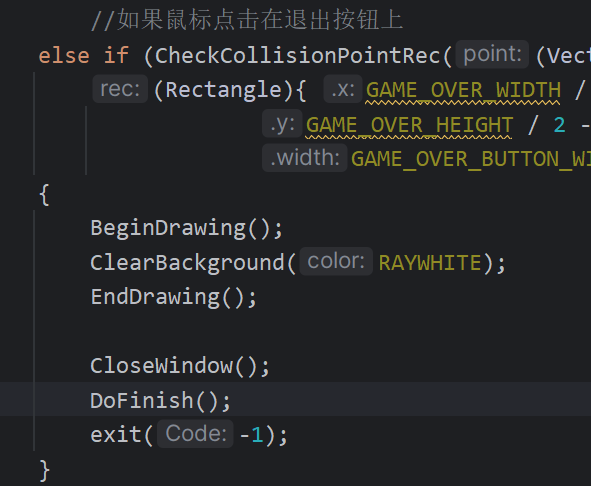 //如果鼠标点击在退出按钮上
else if (CheckCollisionPointRec( point: (Vect
rec: (Rectangle){ .x: GAME_OVER_WIDTH /
.y: GAME_OVER_HEIGHT / 2 -
.width: GAME_OVER_BUTTON_WI
{
BeginDrawing();
ClearBackground( color: RAYWHITE);
EndDrawing();
CloseWindow();
DoFinish();
exit( Code: -1);
}